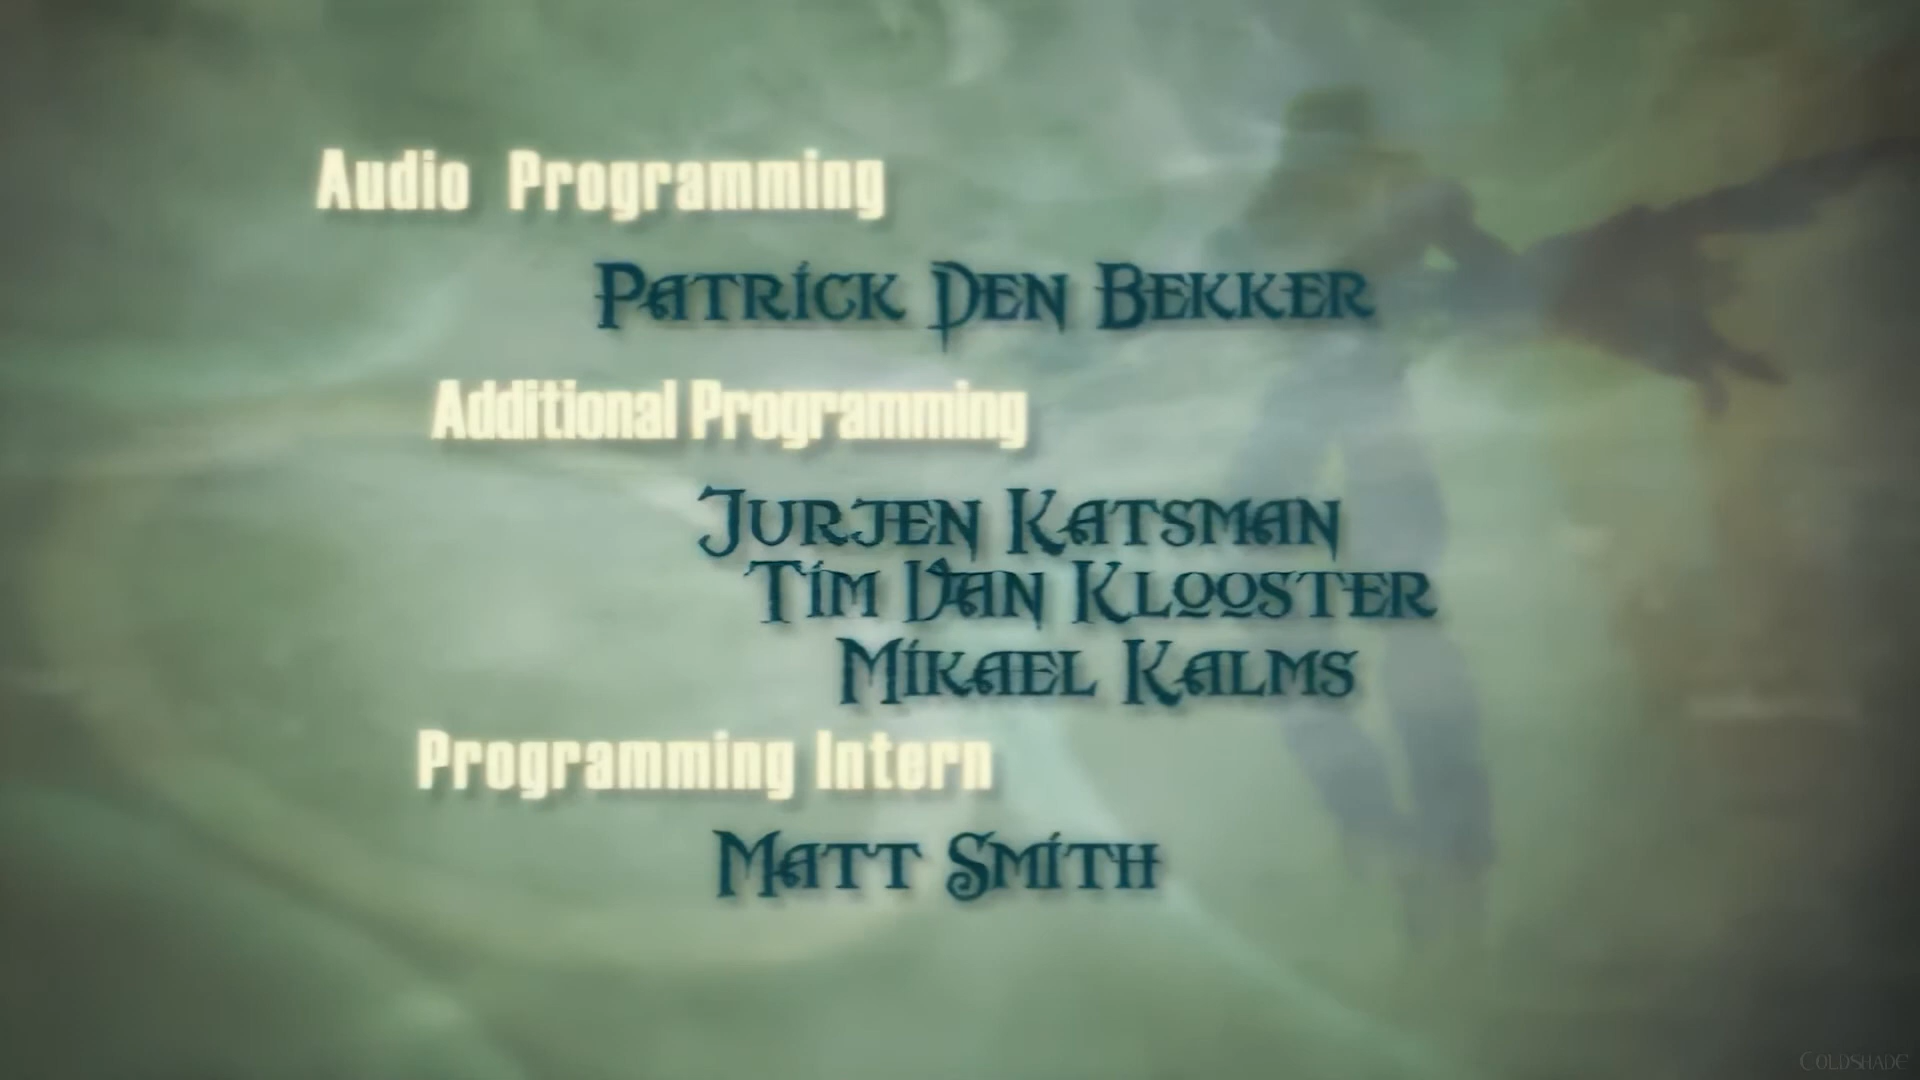 Audio Programming
Patrick Den Bekker
Additional Programming
Jurjen Katsman
Tim Van Klooster
Mikael Kalms
Programming Intern
Matt Smith
Coldshade